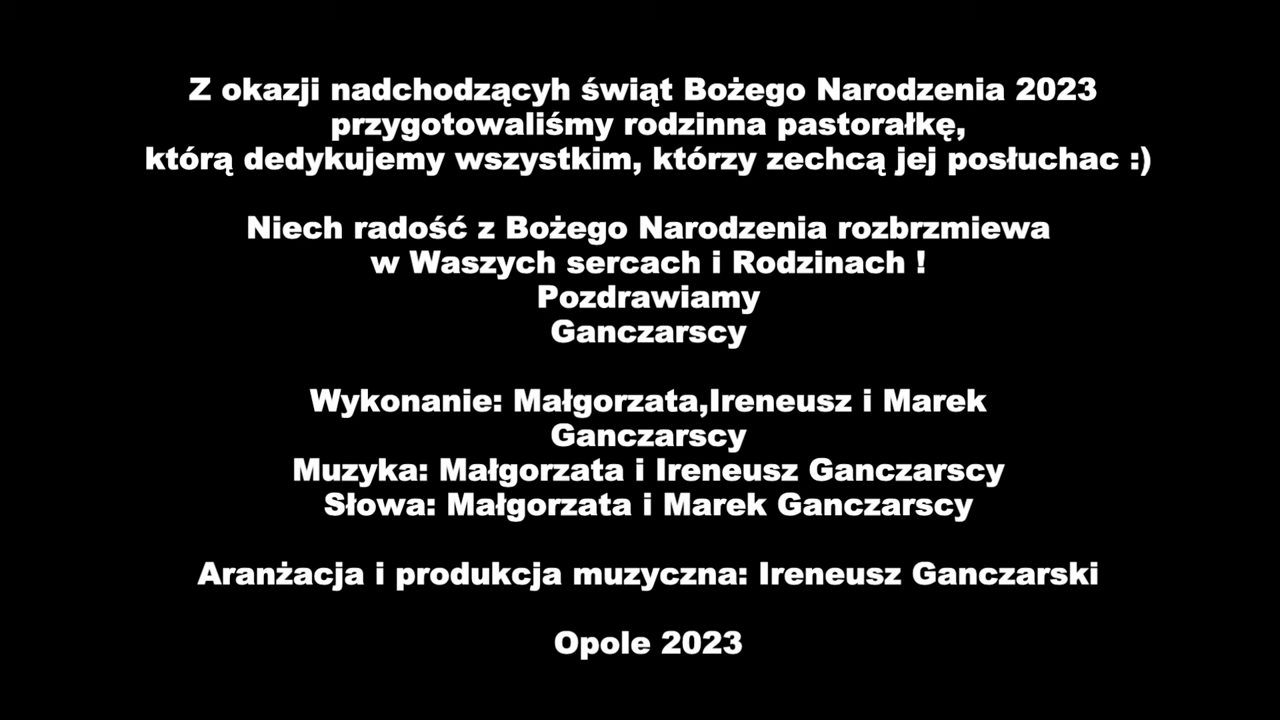 Z okazji nadchodzącyh świąt Bożego Narodzenia 2023
przygotowaliśmy rodzinna pastorałkę,
którą dedykujemy wszystkim, którzy zechcą jej posłuchac :)
Niech radość z Bożego Narodzenia rozbrzmiewa
w Waszych sercach i Rodzinach !
Pozdrawiamy
Ganczarscy
Wykonanie: Małgorzata,Ireneusz i Marek
Ganczarscy
Muzyka: Małgorzata i Ireneusz Ganczarscy
Słowa: Małgorzata i Marek Ganczarscy
Aranżacja i produkcja muzyczna: Ireneusz Ganczarski
Opole 2023